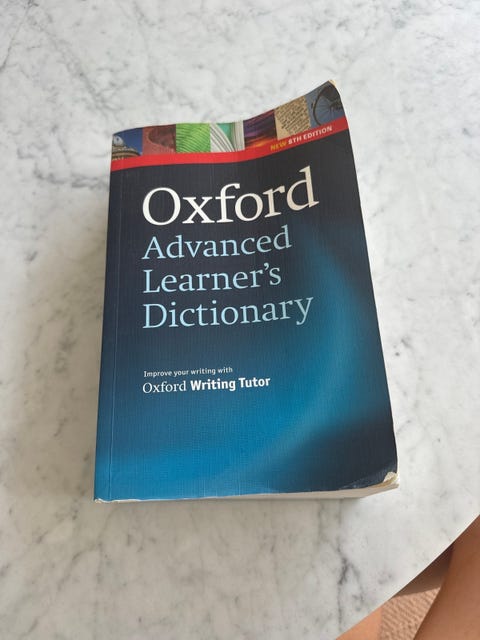 NEW 8TH EDITION
Oxford
Advanced
Learner's
Dictionary
Improve your writing with
Oxford Writing Tutor